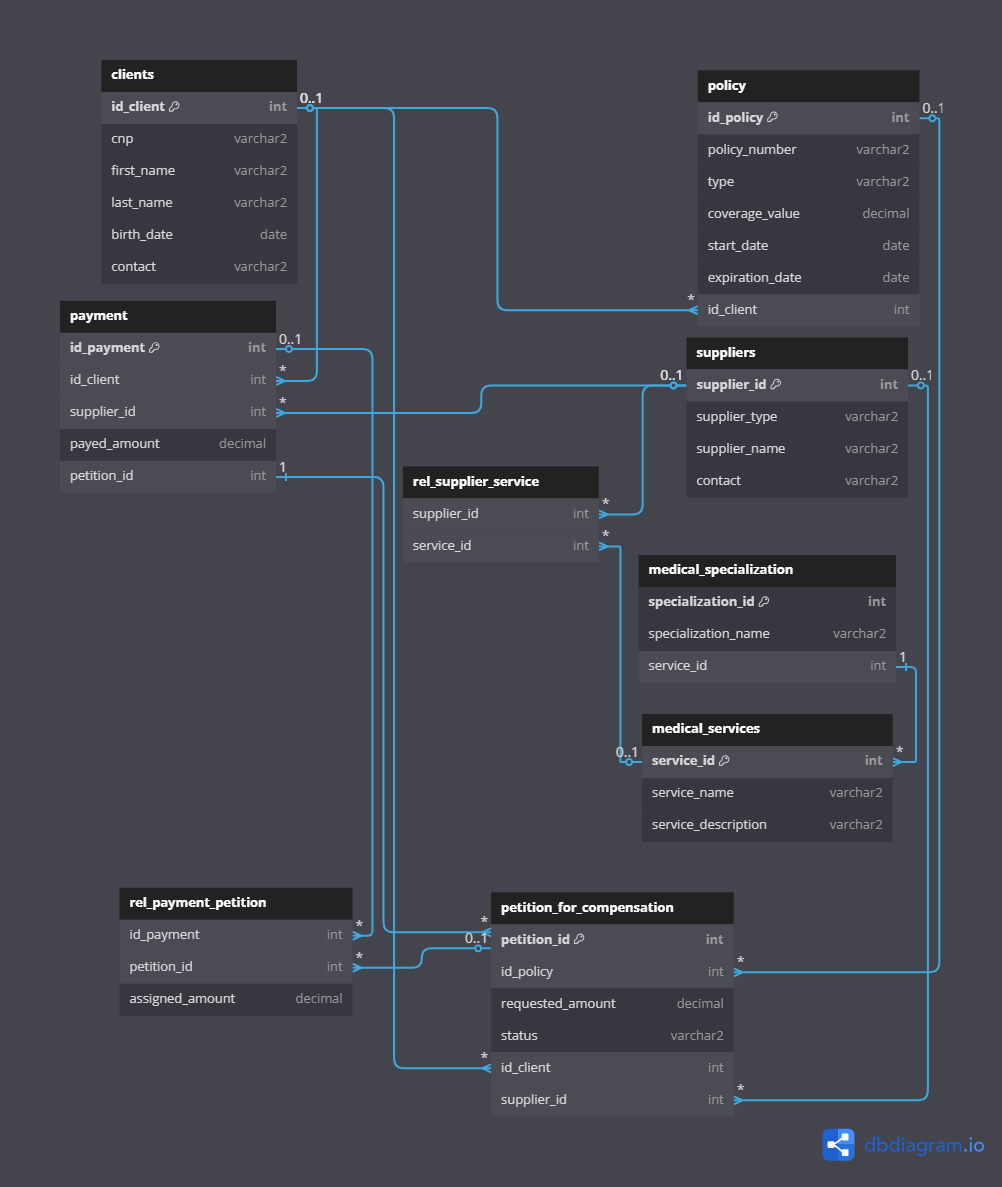 clients
id_client int
cnp varchar2
first_name varchar2
last_name varchar2
birth_date date
contact varchar2
0..1
policy
id_policy int
policy_number varchar2
type varchar2
coverage_value decimal
start_date date
expiration_date date
id_client int
0..1
*
payment
id_payment int
id_client int
supplier_id int
payed_amount decimal
petition_id int
0..1
*
*
1
suppliers
supplier_id int
supplier_type varchar2
supplier_name varchar2
contact varchar2
0..1
0..1
rel_supplier_service
supplier_id int
service_id int
*
*
medical_specialization
specialization_id int
specialization_name varchar2
service_id int
1
medical_services
service_id int
service_name varchar2
service_description varchar2
0..1
*
rel_payment_petition
id_payment int
petition_id int
assigned_amount decimal
*
*
petition_for_compensation
petition_id int
id_policy int
requested_amount decimal
status varchar2
id_client int
supplier_id int
*
0..1
*
*
*
dbdiagram.io